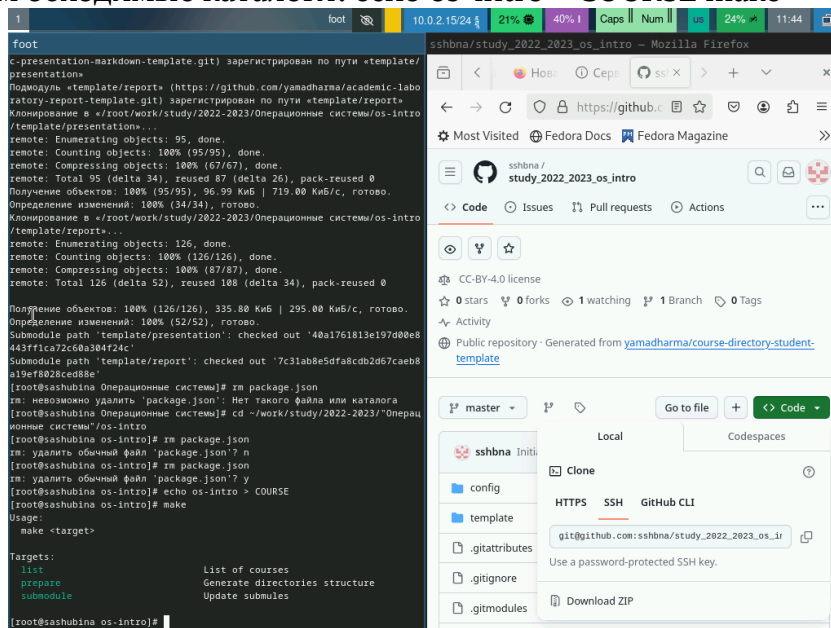 1
foot
10.0.2.15/24
21%
40%
Caps
Num
us
24%
11:44
foot
c-presentation-markdown-template.git) зарегистрирован по пути «template/
presentation»
Подмодуль «template/report» (https://github.com/yamadharma/academic-labo
ratory-report-template.git) зарегистрирован по пути «template/report»
Клонирование в «/root/work/study/2022-2023/Операционные системы/os-intro
/template/presentation»...
remote: Enumerating objects: 95, done.
remote: Counting objects: 100% (95/95), done.
remote: Compressing objects: 100% (67/67), done.
remote: Total 95 (delta 34), reused 87 (delta 26), pack-reused 0
Получение объектов: 100% (95/95), 96.99 КиБ | 719.00 КиБ/с, готово.
Определение изменений: 100% (34/34), готово.
Клонирование в «/root/work/study/2022-2023/Операционные системы/os-intro
/template/report»...
remote: Enumerating objects: 126, done.
remote: Counting objects: 100% (126/126), done.
remote: Compressing objects: 100% (87/87), done.
remote: Total 126 (delta 52), reused 108 (delta 34), pack-reused 0
Получение объектов: 100% (126/126), 335.80 КиБ | 295.00 КиБ/с, готово.
Определение изменений: 100% (52/52), готово.
Submodule path 'template/presentation': checked out '40a1761813e197d00e8
443ff1ca72c60a304f24c'
Submodule path 'template/report': checked out '7c31ab8e5dfa8cdb2d67caeb8
a19ef8028ced88e'
[root@sashubina Операционные системы]# rm package.json
rm: невозможно удалить 'package.json': Нет такого файла или каталога
[root@sashubina Операционные системы]# cd ~/work/study/2022-2023/"Операц
ионные системы"/os-intro
[root@sashubina os-intro]# rm package.json
rm: удалить обычный файл 'package.json'? n
[root@sashubina os-intro]# rm package.json
rm: удалить обычный файл 'package.json'? y
[root@sashubina os-intro]# echo os-intro > COURSE
[root@sashubina os-intro]# make
Usage:
make <target>
Targets:
list List of courses
prepare Generate directories structure
submodule Update submules
[root@sashubina os-intro]#
sshbna/study_2022_2023_os_intro — Mozilla Firefox
Нова
Серв
ssl
https://github.c
Most Visited
Fedora Docs
Fedora Magazine
sshbna /
study_2022_2023_os_intro
Code
Issues
Pull requests
Actions
CC-BY-4.0 license
0 stars
0 forks
1 watching
1 Branch
0 Tags
Activity
Public repository · Generated from yamadharma/course-directory-student-
template
master
Go to file
Code
Local
Codespaces
sshbna Initi
Clone
config
HTTPS
SSH
GitHub CLI
template
git@github.com:sshbna/study_2022_2023_os_i
.gitattributes
Use a password-protected SSH key.
.gitignore
Download ZIP
.gitmodules